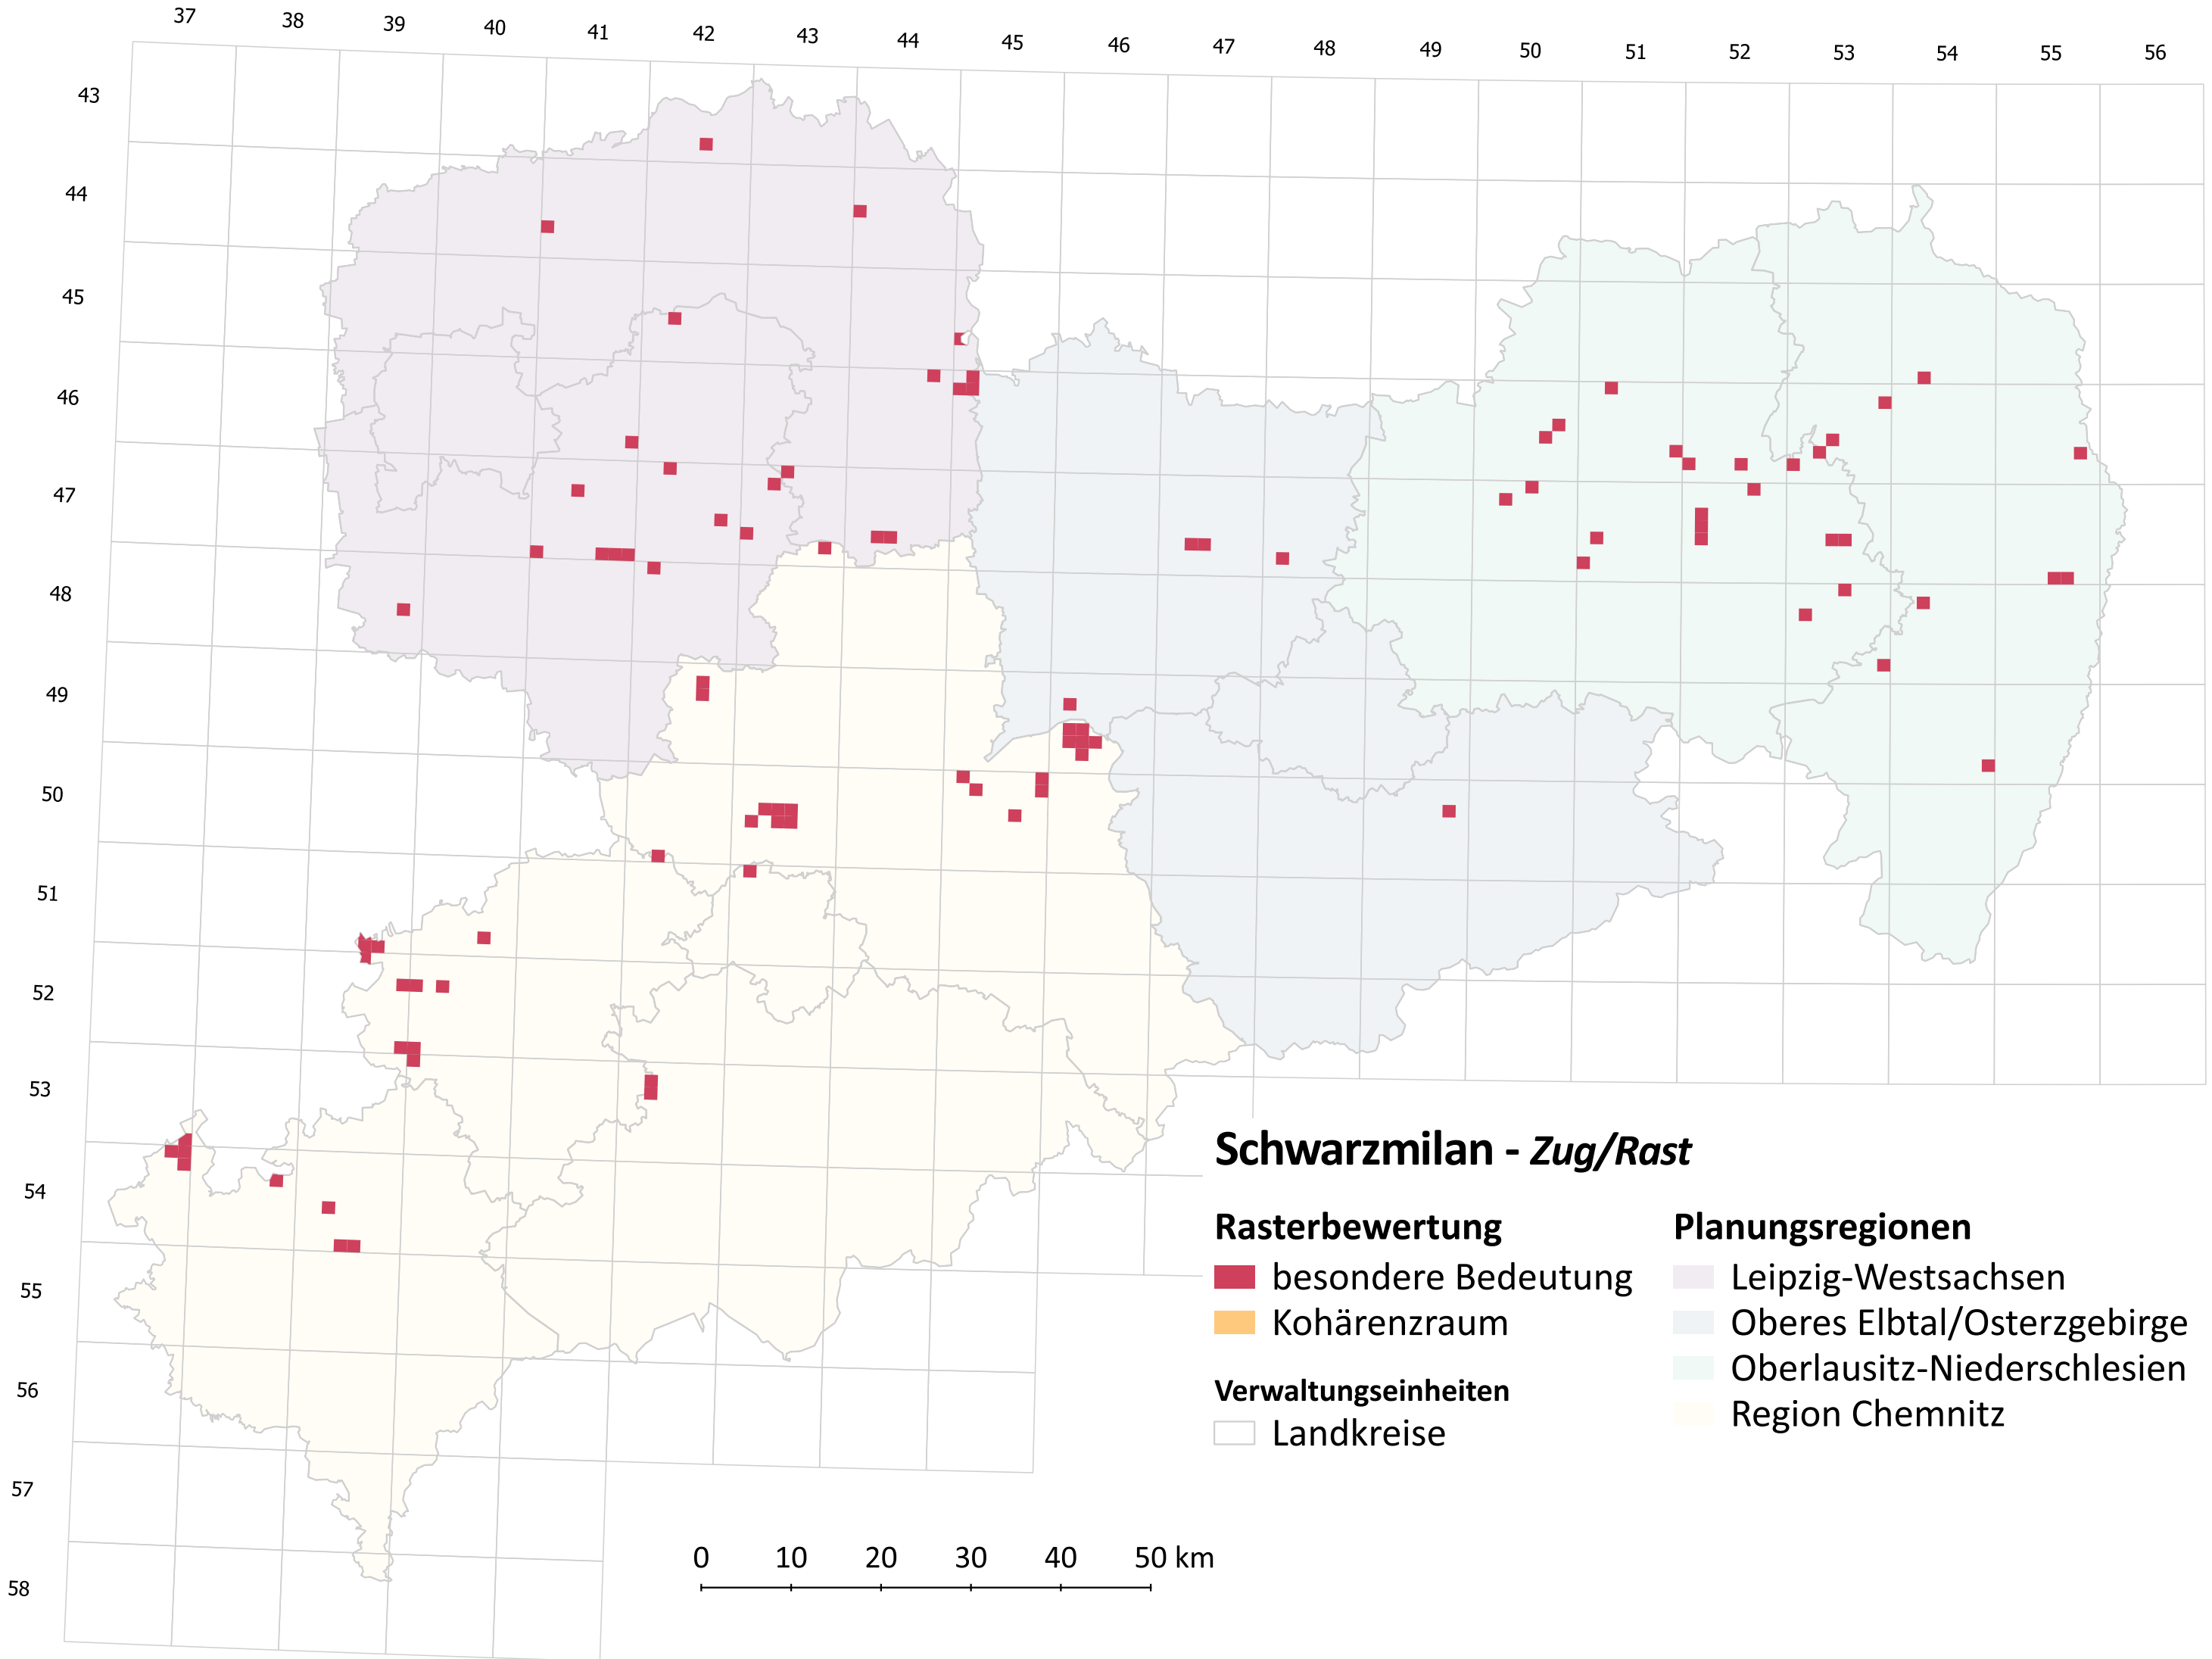 37 38 39 40 41 42 43 44 45 46 47 48 49 50 51 52 53 54 55 56
43
44
45
46
47
48
49
50
51
52
53
54
55
56
57
58
Schwarzmilan - Zug/Rast
Rasterbewertung
besondere Bedeutung
Kohärenzraum
Verwaltungseinheiten
Landkreise
Planungsregionen
Leipzig-Westsachsen
Oberes Elbtal/Osterzgebirge
Oberlausitz-Niederschlesien
Region Chemnitz
0 10 20 30 40 50 km